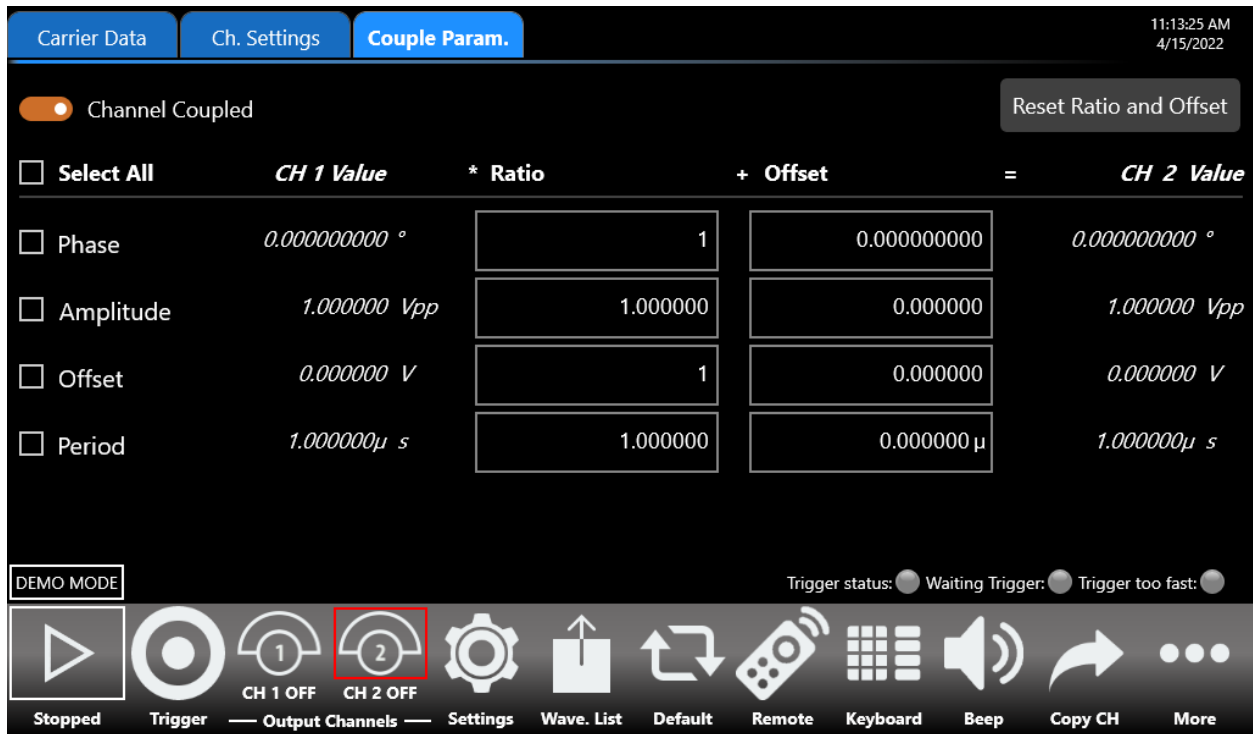 Carrier Data Ch. Settings Couple Param. 11:13:25 AM
4/15/2022
Channel Coupled Reset Ratio and Offset
Select All CH 1 Value * Ratio + Offset = CH 2 Value
Phase 0.000000000 ° 1 0.000000000 0.000000000 °
Amplitude 1.000000 Vpp 1.000000 0.000000 1.000000 Vpp
Offset 0.000000 V 1 0.000000 0.000000 V
Period 1.000000µ s 1.000000 0.000000 µ 1.000000µ s
DEMO MODE Trigger status: Waiting Trigger: Trigger too fast:
1 2
CH 1 OFF CH 2 OFF
Stopped Trigger Output Channels Settings Wave. List Default Remote Keyboard Beep Copy CH More